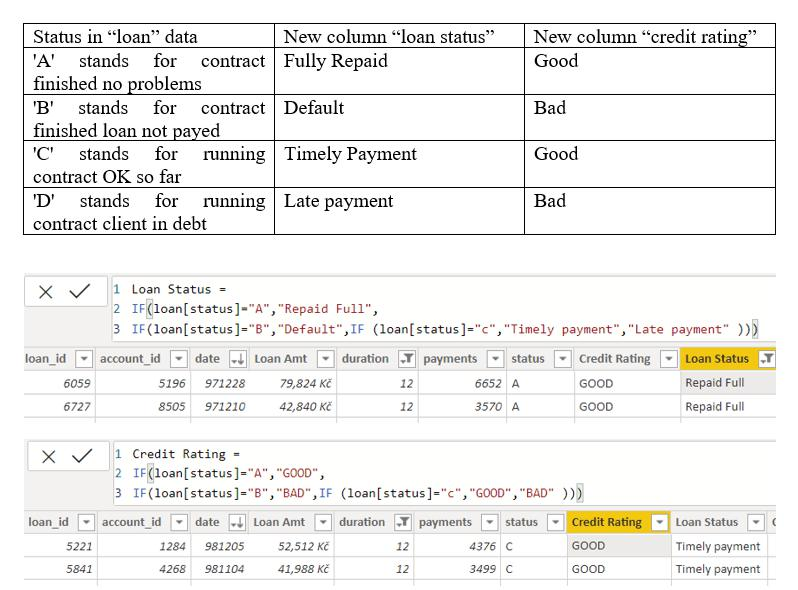 Status in “loan” data New column “loan status” New column “credit rating”
'A' stands for contract Fully Repaid Good
finished no problems
'B' stands for contract Default Bad
finished loan not payed
'C' stands for running Timely Payment Good
contract OK so far
'D' stands for running Late payment Bad
contract client in debt
1 Loan Status =
2 IF(loan[status]="A","Repaid Full",
3 IF(loan[status]="B","Default",IF (loan[status]="c","Timely payment","Late payment" )))
loan_id account_id date Loan Amt duration payments status Credit Rating Loan Status
6059 5196 971228 79,824 Kč 12 6652 A GOOD Repaid Full
6727 8505 971210 42,840 Kč 12 3570 A GOOD Repaid Full
1 Credit Rating =
2 IF(loan[status]="A","GOOD",
3 IF(loan[status]="B","BAD",IF (loan[status]="c","GOOD","BAD" )))
loan_id account_id date Loan Amt duration payments status Credit Rating Loan Status
5221 1284 981205 52,512 Kč 12 4376 C GOOD Timely payment
5841 4268 981104 41,988 Kč 12 3499 C GOOD Timely payment